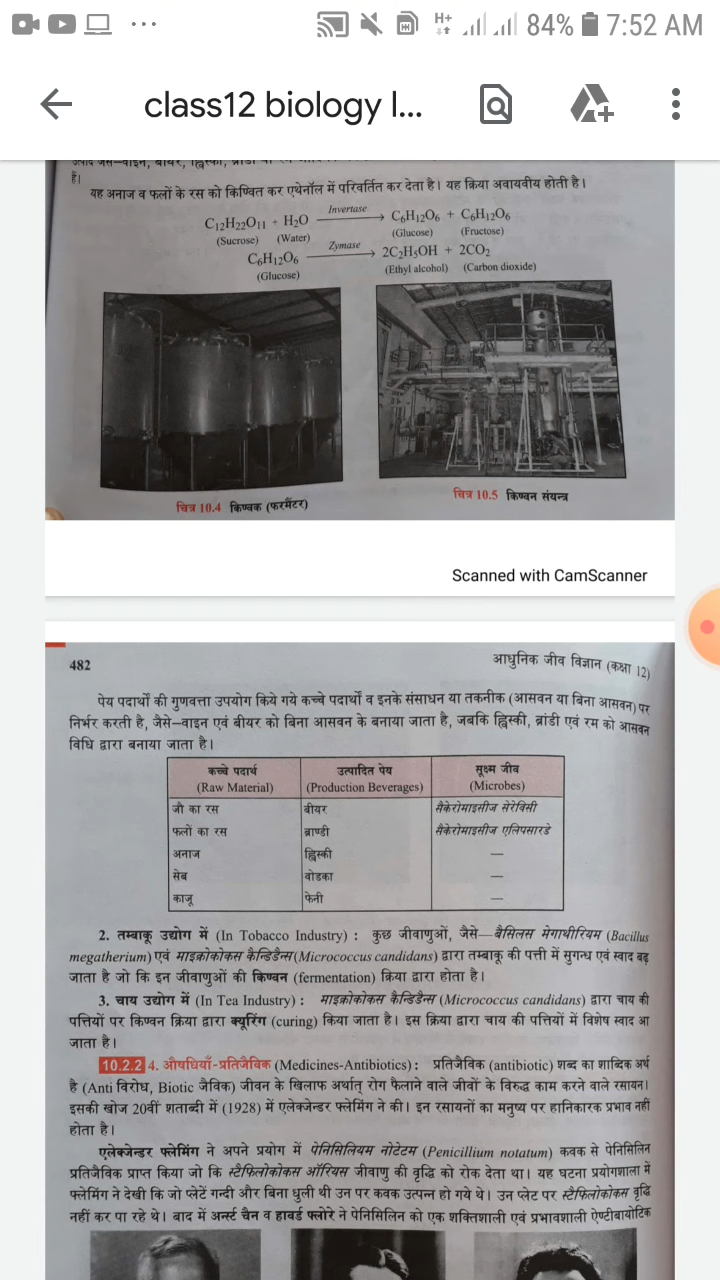 84% 7:52 AM
class12 biology l...
उत्पाद जैसे—वाइन, बीयर, ह्विस्की, ब्रांडी
हैं।
यह अनाज व फलों के रस को किण्वित कर एथेनॉल में परिवर्तित कर देता है। यह क्रिया अवायवीय होती है।
C₁₂H₂₂O₁₁ + H₂O —Invertase→ C₆H₁₂O₆ + C₆H₁₂O₆
(Sucrose) (Water) (Glucose) (Fructose)
C₆H₁₂O₆ —Zymase→ 2C₂H₅OH + 2CO₂
(Glucose) (Ethyl alcohol) (Carbon dioxide)
चित्र 10.4 किण्वक (फरमैंटर)
चित्र 10.5 किण्वन संयन्त्र
Scanned with CamScanner
482 आधुनिक जीव विज्ञान (कक्षा 12)
पेय पदार्थों की गुणवत्ता उपयोग किये गये कच्चे पदार्थों व इनके संसाधन या तकनीक (आसवन या बिना आसवन) पर
निर्भर करती है, जैसे—वाइन एवं बीयर को बिना आसवन के बनाया जाता है, जबकि ह्विस्की, ब्रांडी एवं रम को आसवन
विधि द्वारा बनाया जाता है।
कच्चे पदार्थ उत्पादित पेय सूक्ष्म जीव
(Raw Material) (Production Beverages) (Microbes)
जौ का रस बीयर सैकेरोमाइसीज सेरेविसी
फलों का रस ब्राण्डी सैकेरोमाइसीज एलिपसारडे
अनाज ह्विस्की —
सेब वोडका —
काजू फेनी —
2. तम्बाकू उद्योग में (In Tobacco Industry) : कुछ जीवाणुओं, जैसे—बैसिलस मेगाथीरियम (Bacillus
megatherium) एवं माइक्रोकोकस कैन्डिडैन्स (Micrococcus candidans) द्वारा तम्बाकू की पत्ती में सुगन्ध एवं स्वाद बढ़
जाता है जो कि इन जीवाणुओं की किण्वन (fermentation) क्रिया द्वारा होता है।
3. चाय उद्योग में (In Tea Industry) : माइक्रोकोकस कैन्डिडैन्स (Micrococcus candidans) द्वारा चाय की
पत्तियों पर किण्वन क्रिया द्वारा क्यूरिंग (curing) किया जाता है। इस क्रिया द्वारा चाय की पत्तियों में विशेष स्वाद आ
जाता है।
10.2.2 4. औषधियाँ-प्रतिजैविक (Medicines-Antibiotics) : प्रतिजैविक (antibiotic) शब्द का शाब्दिक अर्थ
है (Anti विरोध, Biotic जैविक) जीवन के खिलाफ अर्थात् रोग फैलाने वाले जीवों के विरुद्ध काम करने वाले रसायन।
इसकी खोज 20वीं शताब्दी में (1928) में एलेक्जेन्डर फ्लेमिंग ने की। इन रसायनों का मनुष्य पर हानिकारक प्रभाव नहीं
होता है।
एलेक्जेन्डर फ्लेमिंग ने अपने प्रयोग में पेनिसिलियम नोटेटम (Penicillium notatum) कवक से पेनिसिलिन
प्रतिजैविक प्राप्त किया जो कि स्टैफिलोकोकस ऑरियस जीवाणु की वृद्धि को रोक देता था। यह घटना प्रयोगशाला में
फ्लेमिंग ने देखी कि जो प्लेटें गन्दी और बिना धुली थी उन पर कवक उत्पन्न हो गये थे। उन प्लेट पर स्टैफिलोकोकस वृद्धि
नहीं कर पा रहे थे। बाद में अर्न्स्ट चैन व हावर्ड फ्लोरे ने पेनिसिलिन को एक शक्तिशाली एवं प्रभावशाली ऐण्टीबायोटिक